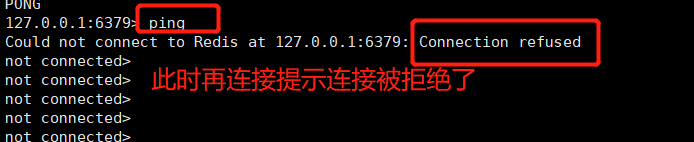 PONG
127.0.0.1:6379> ping
Could not connect to Redis at 127.0.0.1:6379: Connection refused
not connected>
not connected>
此时再连接提示连接被拒绝了
not connected>
not connected>
not connected>